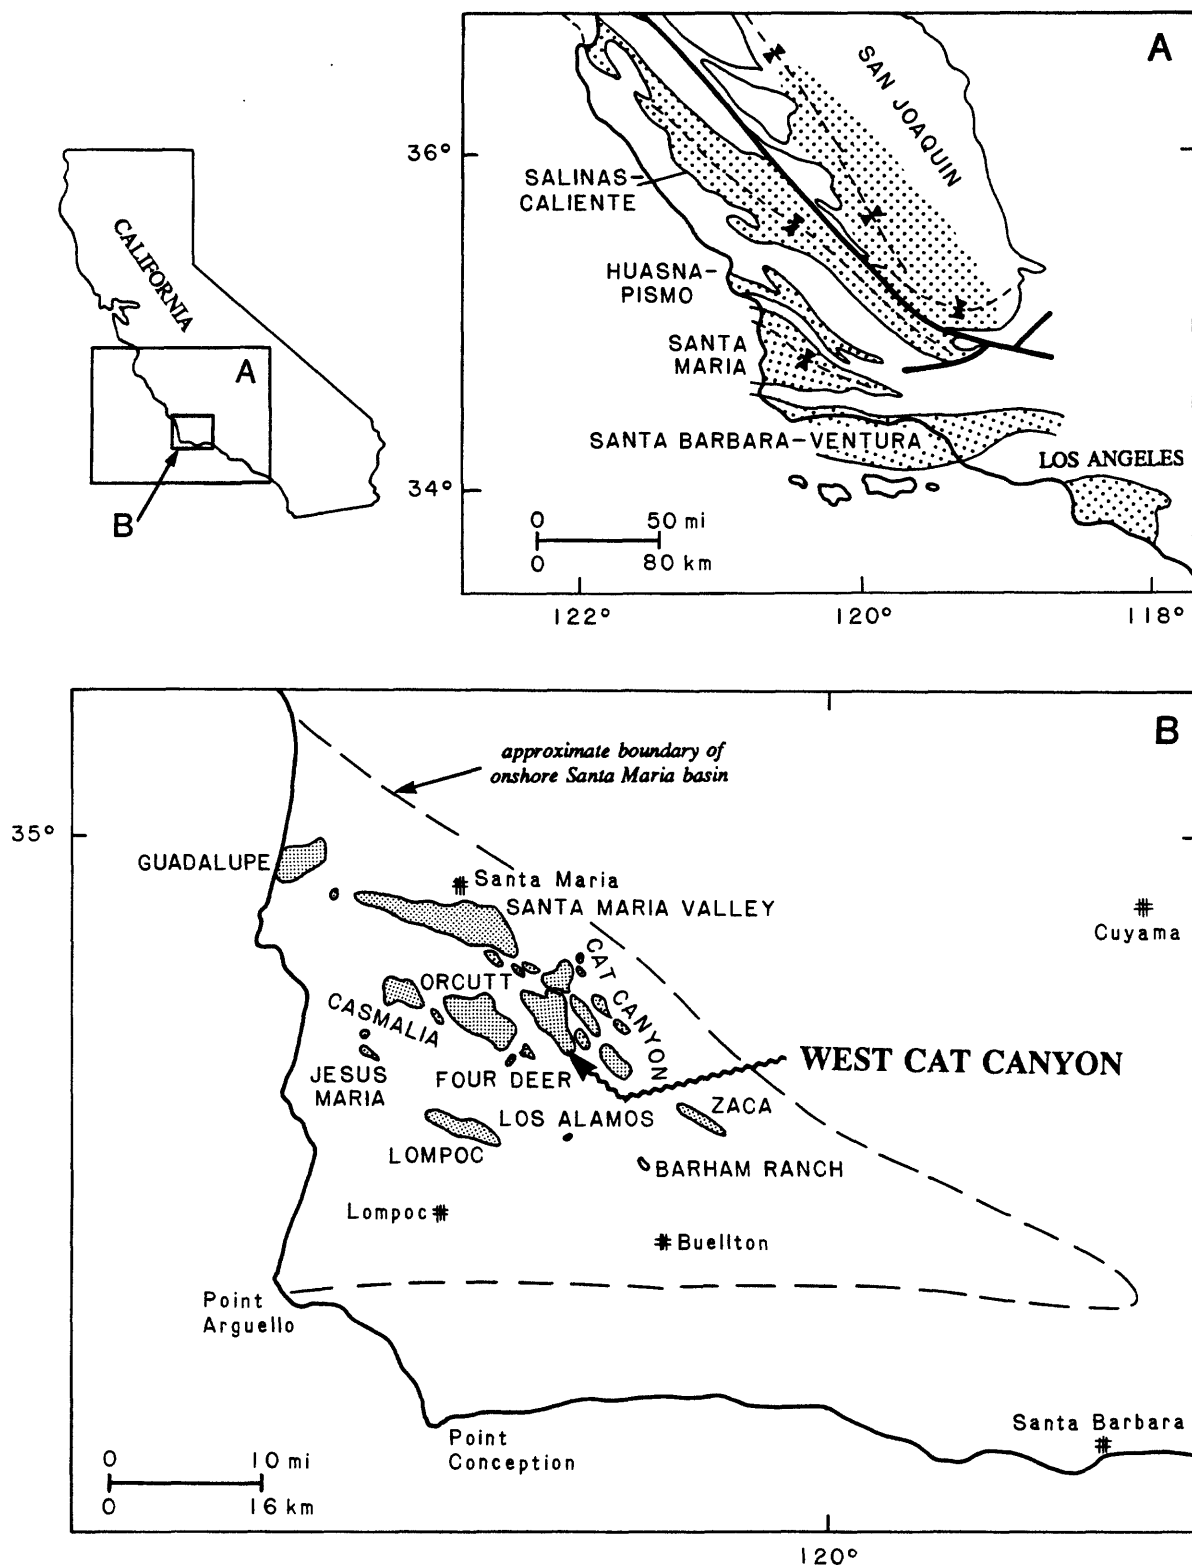 CALIFORNIA
A
B
A
SAN JOAQUIN
36°
SALINAS-
CALIENTE
HUASNA-
PISMO
SANTA
MARIA
SANTA BARBARA-VENTURA
LOS ANGELES
34°
0 50 mi
0 80 km
122° 120° 118°
B
approximate boundary of
onshore Santa Maria basin
35°
GUADALUPE
Santa Maria
SANTA MARIA VALLEY
Cuyama
CAT CANYON
ORCUTT
CASMALIA
WEST CAT CANYON
JESUS
MARIA
FOUR DEER
ZACA
LOS ALAMOS
LOMPOC
BARHAM RANCH
Lompoc
Buellton
Point
Arguello
Santa Barbara
Point
Conception
0 10 mi
0 16 km
120°